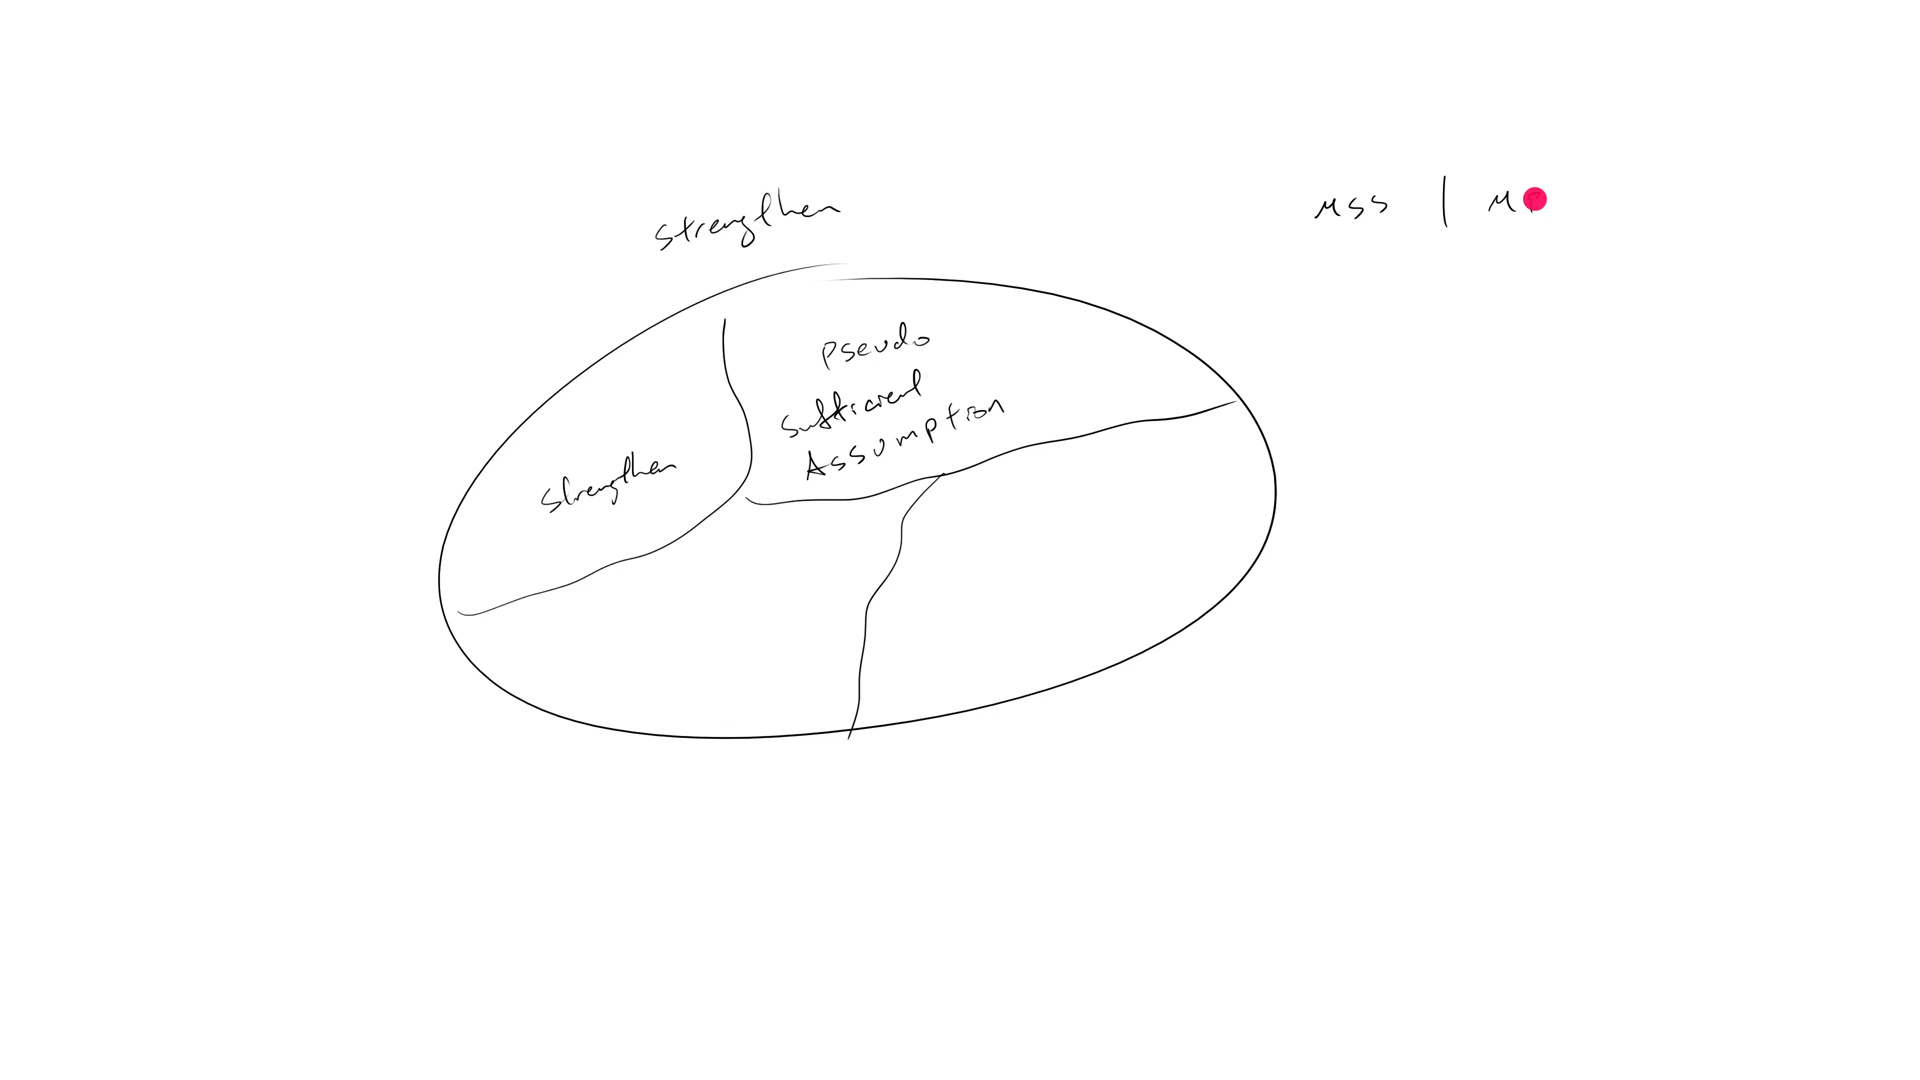 strengthen
MSS | M
pseudo
sufficient
Assumption
strengthen